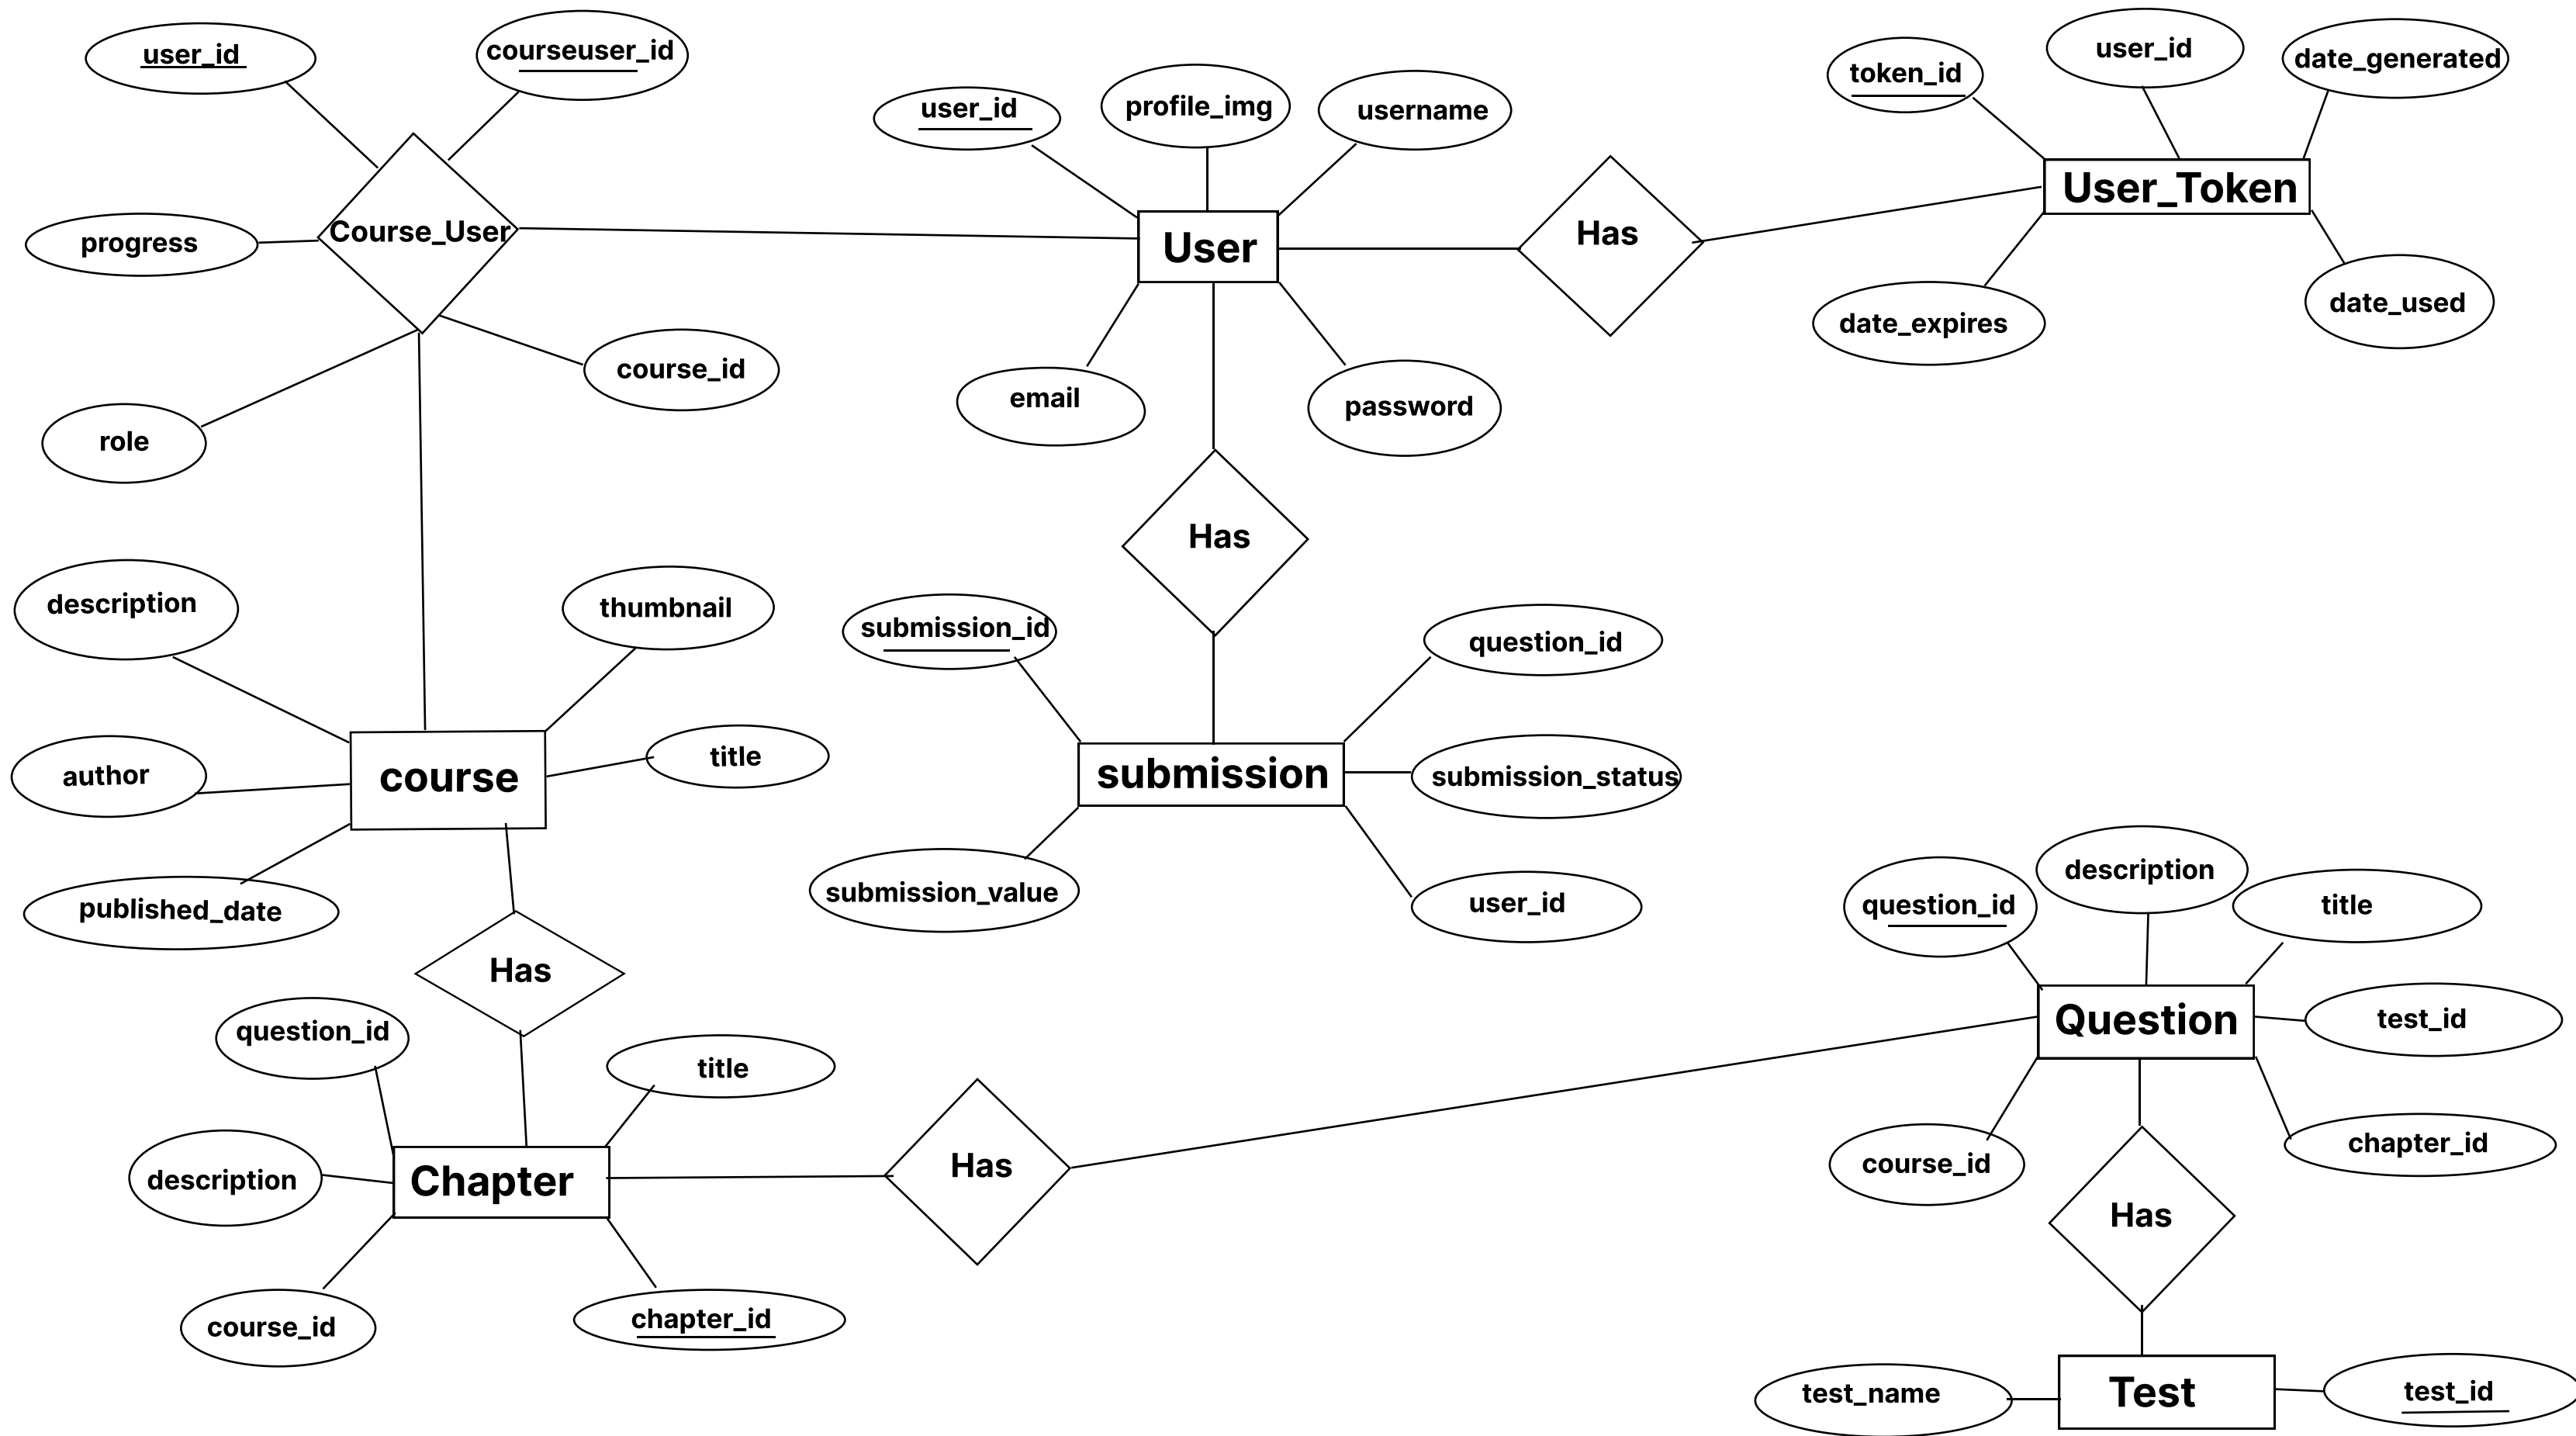 user_id
courseuser_id
progress
Course_User
role
course_id
user_id
profile_img
username
User
email
password
Has
token_id
user_id
date_generated
User_Token
date_expires
date_used
Has
description
thumbnail
author
course
title
published_date
submission_id
question_id
submission
submission_status
submission_value
user_id
Has
question_id
title
description
Chapter
course_id
chapter_id
Has
question_id
description
title
Question
test_id
course_id
chapter_id
Has
test_name
Test
test_id